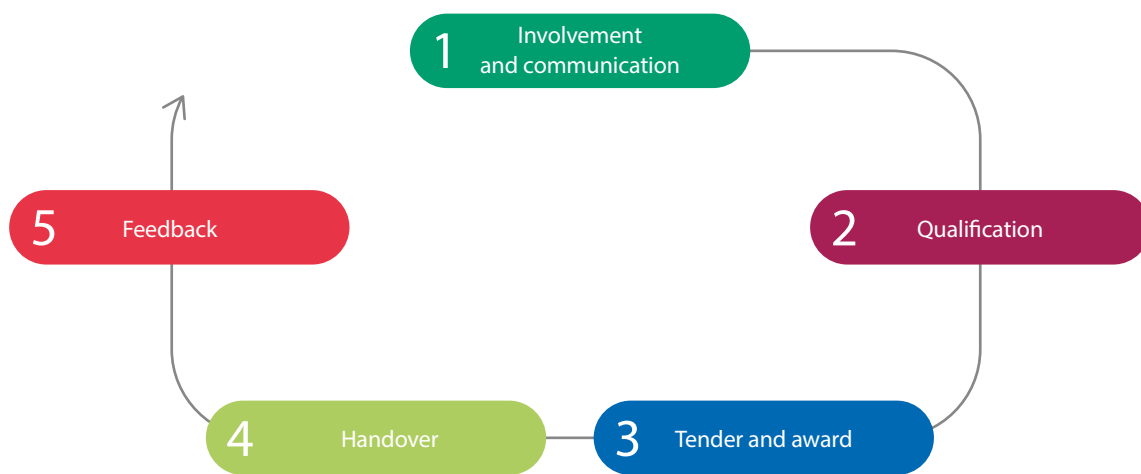 1
Involvement
and communication
2
Qualification
3
Tender and award
4
Handover
5
Feedback